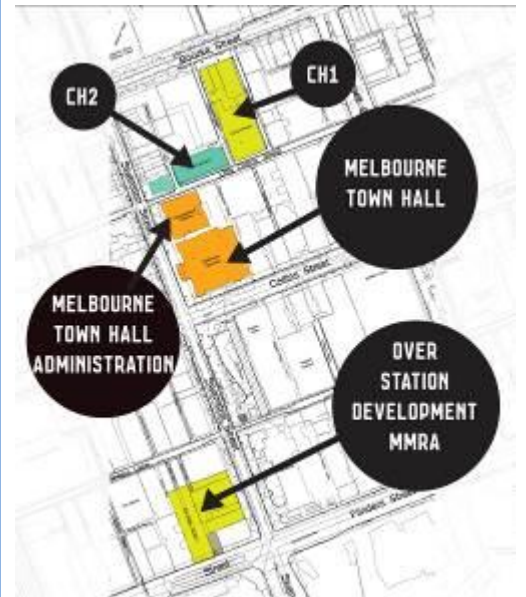 Bourke Street
CH2
CH1
MELBOURNE
TOWN HALL
Collins Street
MELBOURNE
TOWN HALL
ADMINISTRATION
OVER
STATION
DEVELOPMENT
MMRA
Flinders Street
Street